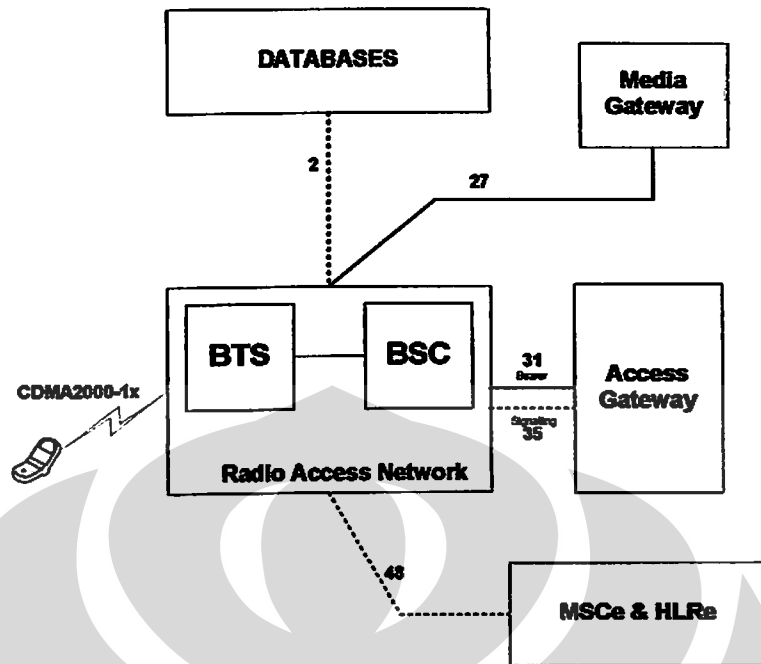 DATABASES
Media
Gateway
2
27
BTS
BSC
CDMA2000-1x
31
Bearer
Access
Gateway
Signalling
35
Radio Access Network
48
MSCe & HLRe